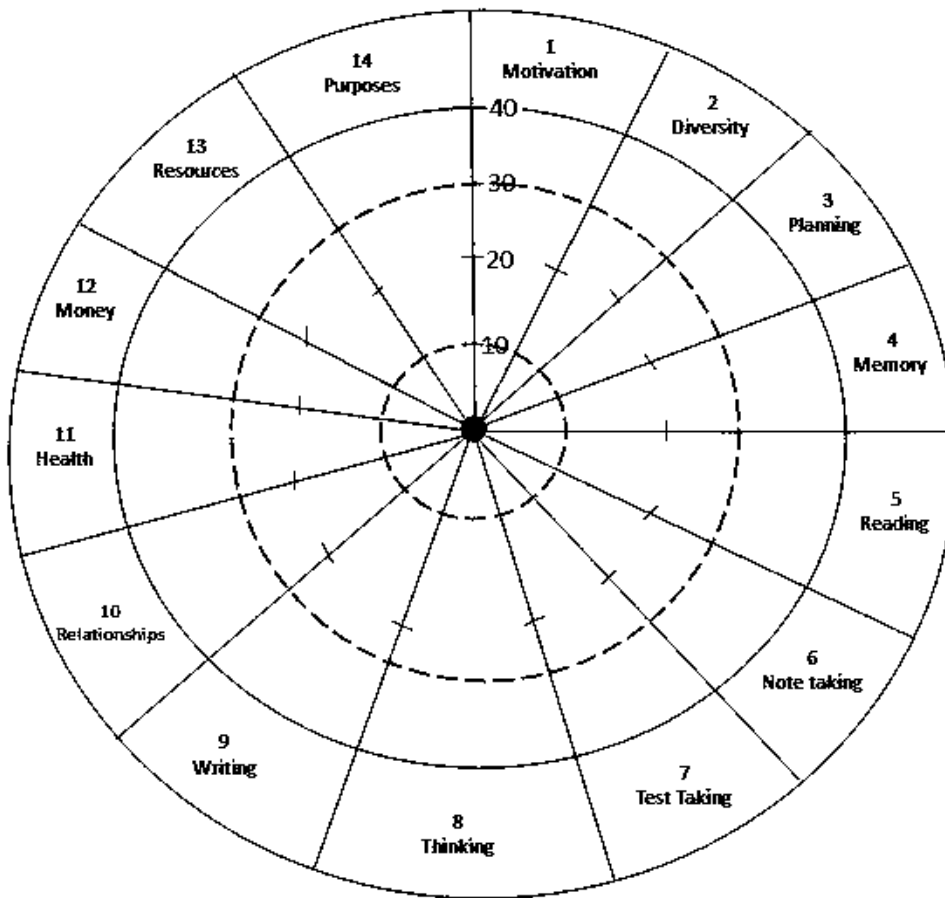 1
Motivation
2
Diversity
3
Planning
4
Memory
5
Reading
6
Note taking
7
Test Taking
8
Thinking
9
Writing
10
Relationships
11
Health
12
Money
13
Resources
14
Purposes
40
30
20
10